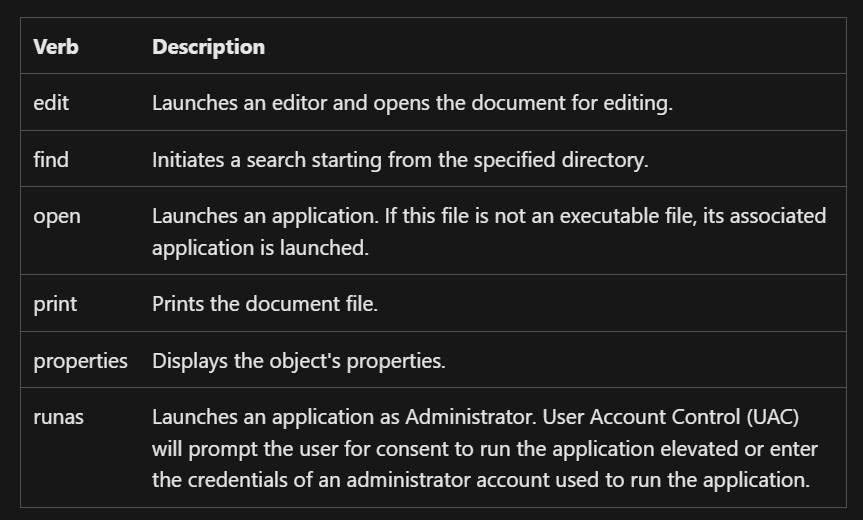 Verb Description
edit Launches an editor and opens the document for editing.
find Initiates a search starting from the specified directory.
open Launches an application. If this file is not an executable file, its associated
application is launched.
print Prints the document file.
properties Displays the object's properties.
runas Launches an application as Administrator. User Account Control (UAC)
will prompt the user for consent to run the application elevated or enter
the credentials of an administrator account used to run the application.